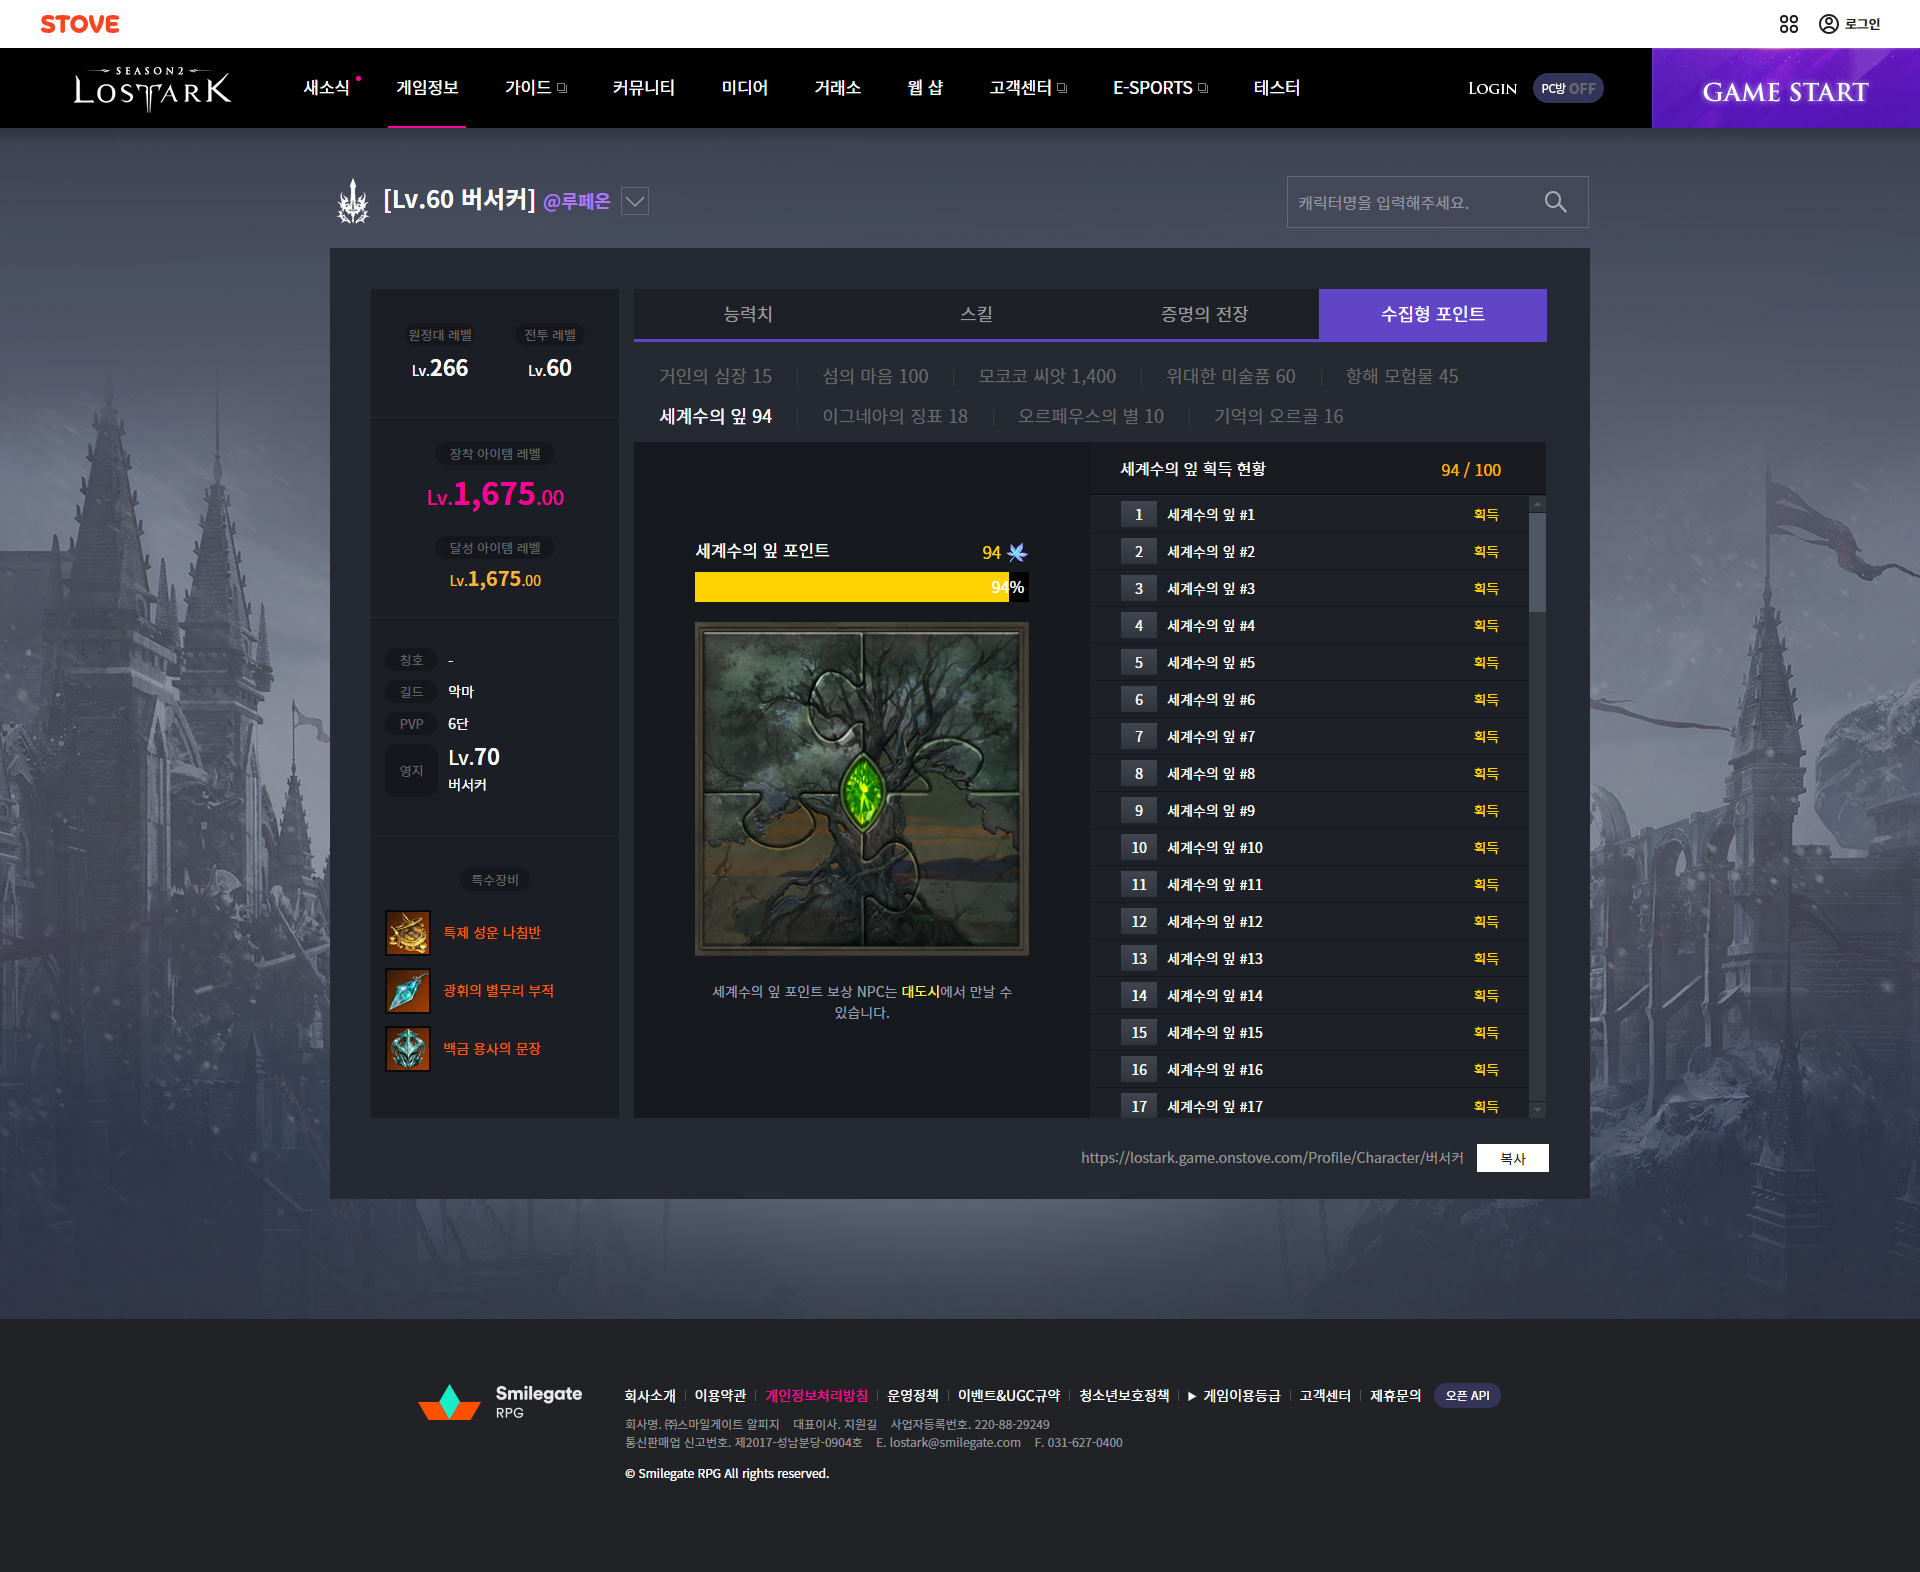 STOVE
로그인
SEASON2
LOSTARK
새소식 게임정보 가이드 커뮤니티 미디어 거래소 웹 샵 고객센터 E-SPORTS 테스터
LOGIN
PC방 OFF
GAME START
[Lv.60 버서커] @루페온
캐릭터명을 입력해주세요.
원정대 레벨 전투 레벨
Lv.266 Lv.60
장착 아이템 레벨
Lv.1,675.00
달성 아이템 레벨
Lv.1,675.00
칭호 -
길드 악마
PVP 6단
영지 Lv.70
버서커
특수장비
특제 성운 나침반
광휘의 별무리 부적
백금 용사의 문장
능력치 스킬 증명의 전장 수집형 포인트
거인의 심장 15 섬의 마음 100 모코코 씨앗 1,400 위대한 미술품 60 항해 모험물 45
세계수의 잎 94 이그네아의 징표 18 오르페우스의 별 10 기억의 오르골 16
세계수의 잎 포인트 94
94%
세계수의 잎 포인트 보상 NPC는 대도시에서 만날 수
있습니다.
세계수의 잎 획득 현황 94 / 100
1 세계수의 잎 #1 획득
2 세계수의 잎 #2 획득
3 세계수의 잎 #3 획득
4 세계수의 잎 #4 획득
5 세계수의 잎 #5 획득
6 세계수의 잎 #6 획득
7 세계수의 잎 #7 획득
8 세계수의 잎 #8 획득
9 세계수의 잎 #9 획득
10 세계수의 잎 #10 획득
11 세계수의 잎 #11 획득
12 세계수의 잎 #12 획득
13 세계수의 잎 #13 획득
14 세계수의 잎 #14 획득
15 세계수의 잎 #15 획득
16 세계수의 잎 #16 획득
17 세계수의 잎 #17 획득
https://lostark.game.onstove.com/Profile/Character/버서커 복사
Smilegate
RPG
회사소개 이용약관 개인정보처리방침 운영정책 이벤트&UGC규약 청소년보호정책 ▶ 게임이용등급 고객센터 제휴문의 오픈 API
회사명. ㈜스마일게이트 알피지 대표이사. 지원길 사업자등록번호. 220-88-29249
통신판매업 신고번호. 제2017-성남분당-0904호 E. lostark@smilegate.com F. 031-627-0400
© Smilegate RPG All rights reserved.